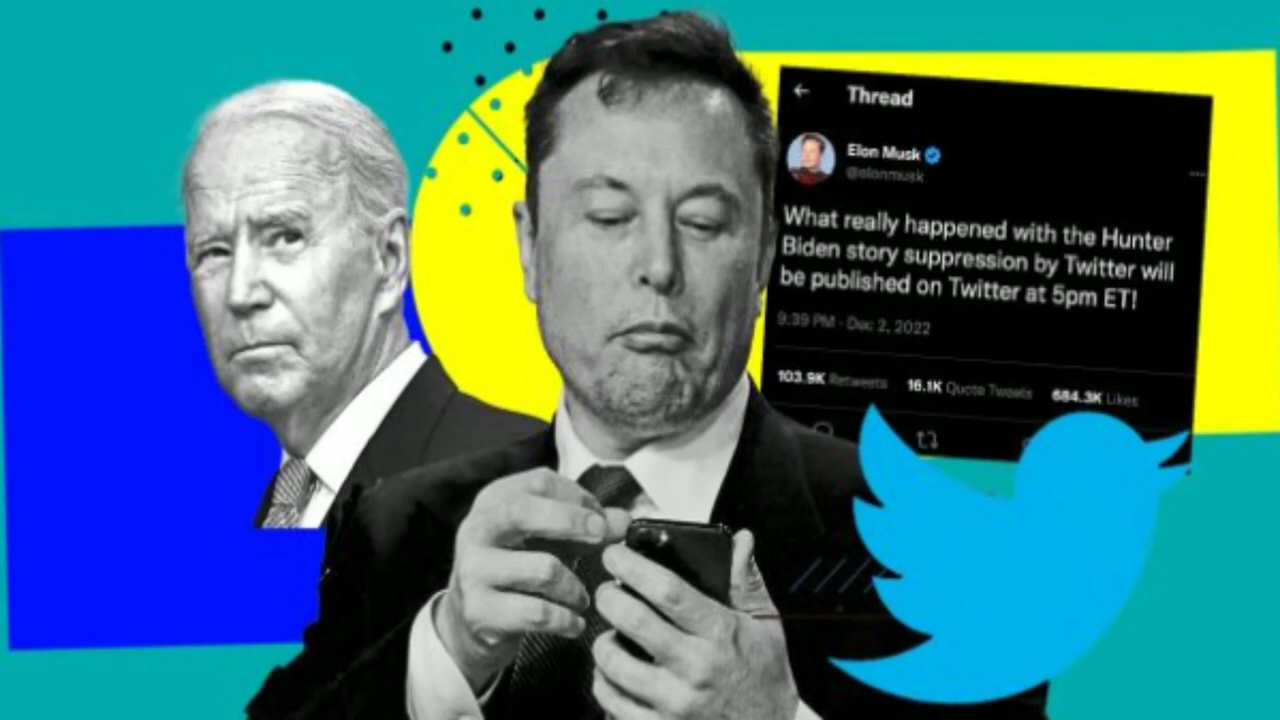 Thread
Elon Musk
@elonmusk
What really happened with the Hunter
Biden story suppression by Twitter will
be published on Twitter at 5pm ET!
9:39 PM · Dec 2, 2022
103.9K Retweets 16.1K Quote Tweets 684.3K Likes